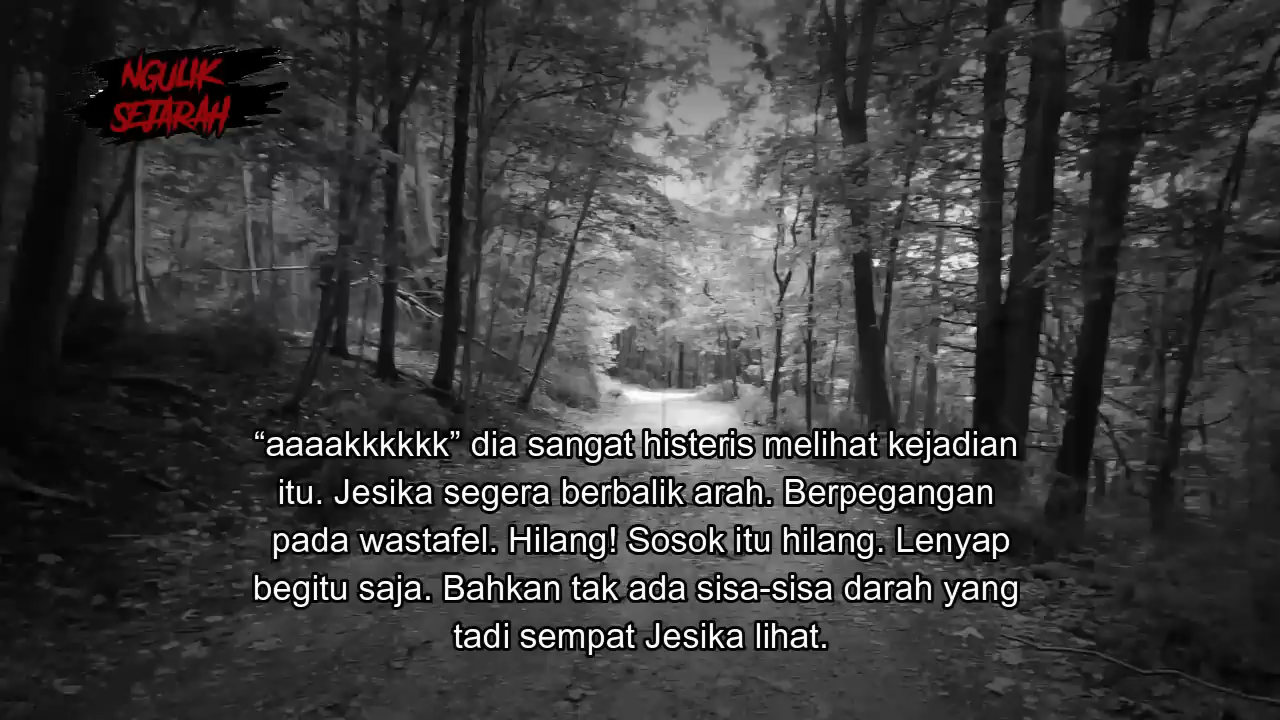 NGULIK
SEJARAH
“aaaakkkkkk” dia sangat histeris melihat kejadian
itu. Jesika segera berbalik arah. Berpegangan
pada wastafel. Hilang! Sosok itu hilang. Lenyap
begitu saja. Bahkan tak ada sisa-sisa darah yang
tadi sempat Jesika lihat.